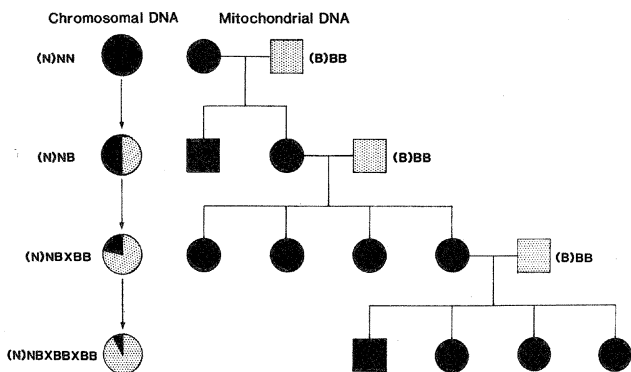 Chromosomal DNA Mitochondrial DNA
(N)NN (B)BB
(N)NB (B)BB
(N)NBXBB (B)BB
(N)NBXBBXBB